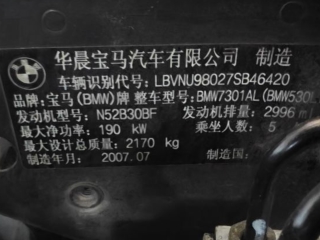 华晨宝马汽车有限公司 制造
车辆识别代号: LBVNU98027SB46420
品牌:宝马(BMW)牌 整车型号: BMW7301AL(BMW530L
发动机型号: N52B30BF 发动机排量: 2996 ml
最大净功率: 190 kW 乘坐人数: 5
最大设计总质量: 2170 kg
制造年月: 2007.07 制造